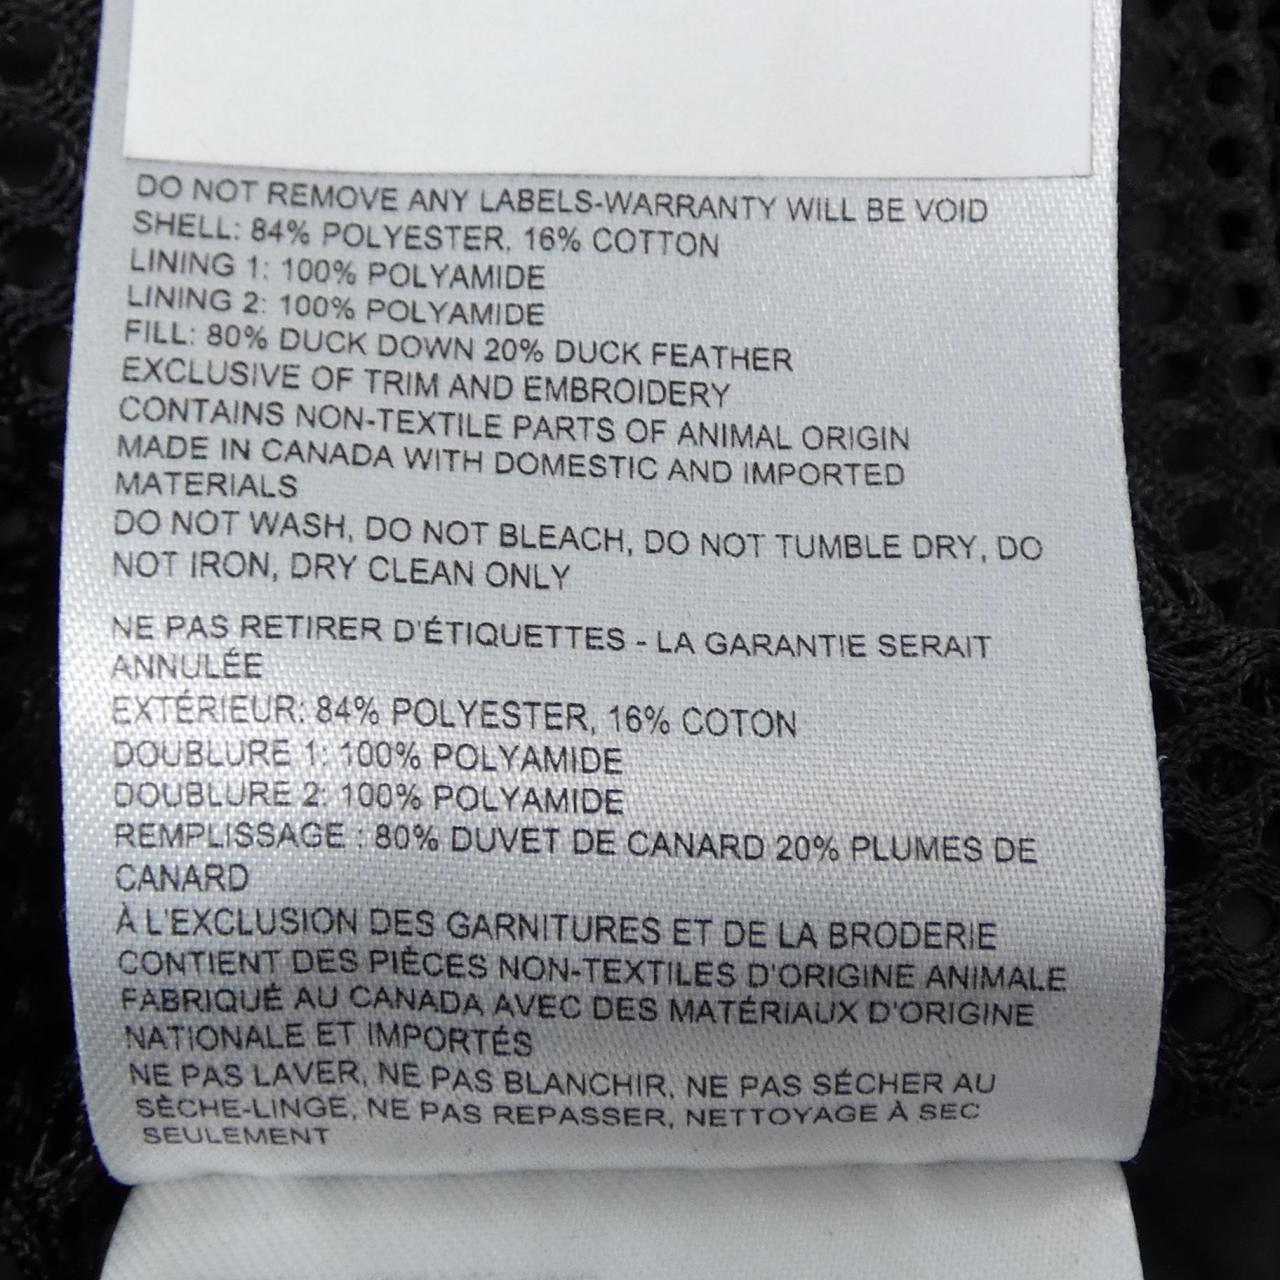 DO NOT REMOVE ANY LABELS-WARRANTY WILL BE VOID
SHELL: 84% POLYESTER, 16% COTTON
LINING 1: 100% POLYAMIDE
LINING 2: 100% POLYAMIDE
FILL: 80% DUCK DOWN 20% DUCK FEATHER
EXCLUSIVE OF TRIM AND EMBROIDERY
CONTAINS NON-TEXTILE PARTS OF ANIMAL ORIGIN
MADE IN CANADA WITH DOMESTIC AND IMPORTED
MATERIALS
DO NOT WASH, DO NOT BLEACH, DO NOT TUMBLE DRY, DO
NOT IRON, DRY CLEAN ONLY
NE PAS RETIRER D'ÉTIQUETTES - LA GARANTIE SERAIT
ANNULÉE
EXTÉRIEUR: 84% POLYESTER, 16% COTON
DOUBLURE 1: 100% POLYAMIDE
DOUBLURE 2: 100% POLYAMIDE
REMPLISSAGE : 80% DUVET DE CANARD 20% PLUMES DE
CANARD
À L'EXCLUSION DES GARNITURES ET DE LA BRODERIE
CONTIENT DES PIÈCES NON-TEXTILES D'ORIGINE ANIMALE
FABRIQUÉ AU CANADA AVEC DES MATÉRIAUX D'ORIGINE
NATIONALE ET IMPORTÉS
NE PAS LAVER, NE PAS BLANCHIR, NE PAS SÉCHER AU
SÈCHE-LINGE, NE PAS REPASSER, NETTOYAGE À SEC
SEULEMENT